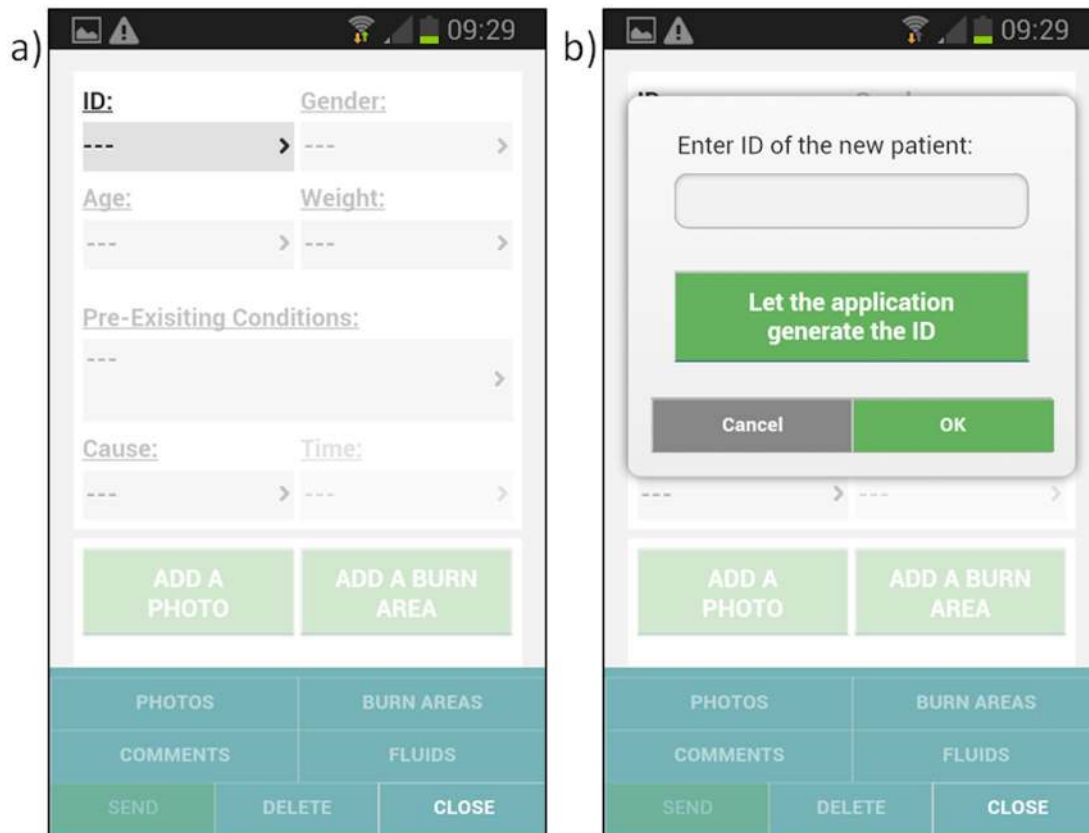 a)
09:29
ID: Gender:
--- ---
Age: Weight:
--- ---
Pre-Exisiting Conditions:
---
Cause: Time:
--- ---
ADD A
PHOTO
ADD A BURN
AREA
PHOTOS BURN AREAS
COMMENTS FLUIDS
SEND DELETE CLOSE
b)
09:29
Enter ID of the new patient:
Let the application
generate the ID
Cancel OK
--- ---
ADD A
PHOTO
ADD A BURN
AREA
PHOTOS BURN AREAS
COMMENTS FLUIDS
SEND DELETE CLOSE